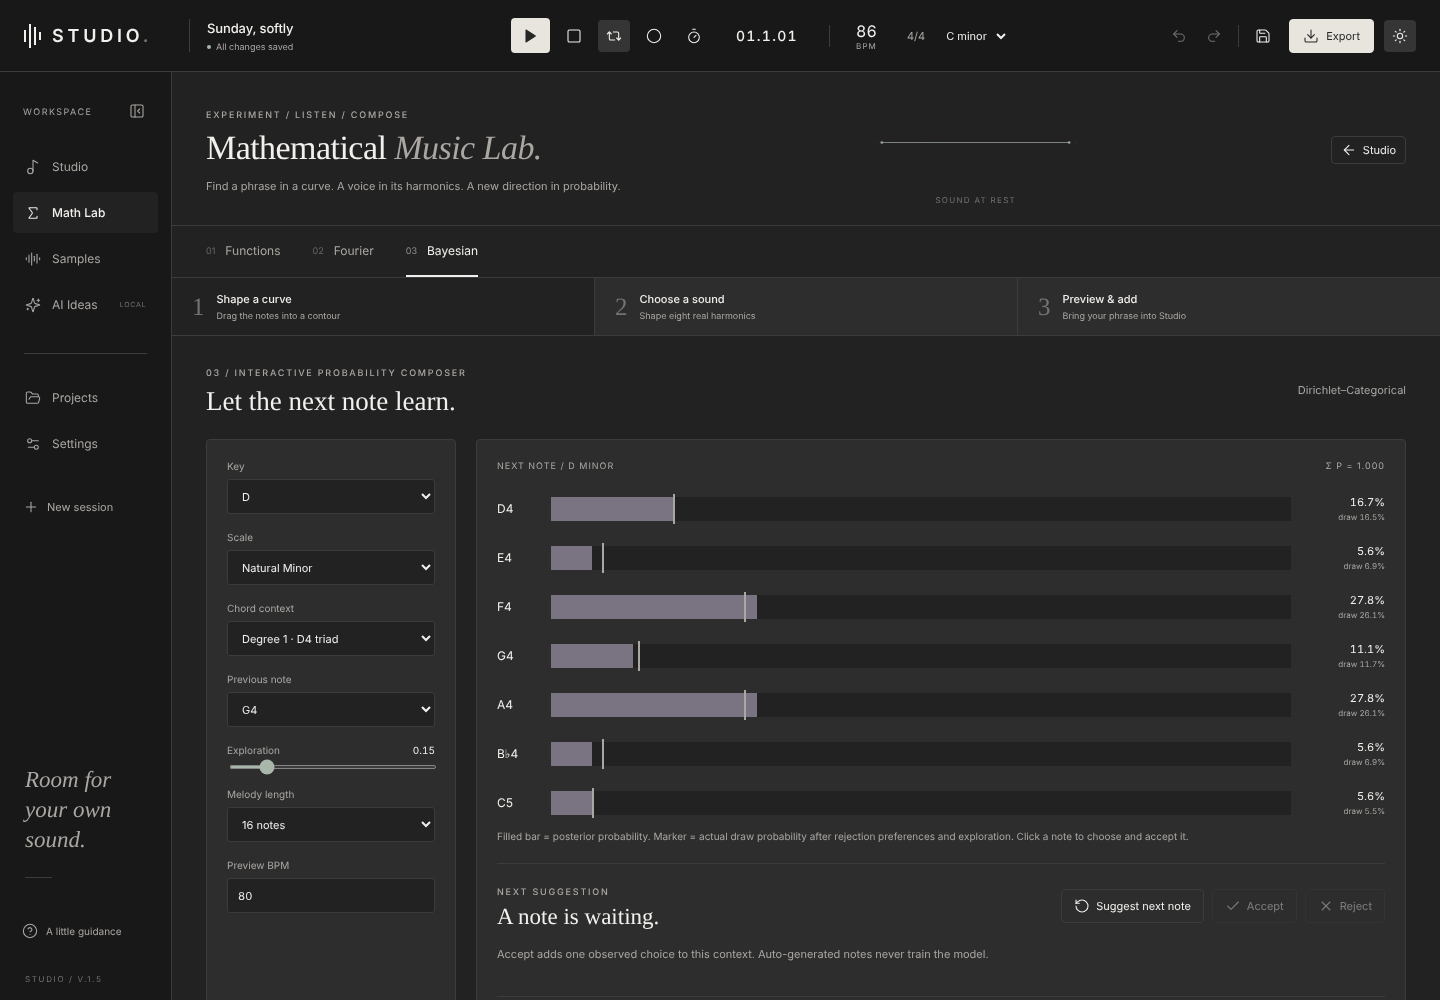 STUDIO.
Sunday, softly
All changes saved
01.1.01
86
BPM
4/4
C minor
Export
WORKSPACE
Studio
Math Lab
Samples
AI Ideas LOCAL
Projects
Settings
New session
Room for
your own
sound.
A little guidance
STUDIO / V.1.5
EXPERIMENT / LISTEN / COMPOSE
Mathematical Music Lab.
Find a phrase in a curve. A voice in its harmonics. A new direction in probability.
SOUND AT REST
Studio
01 Functions
02 Fourier
03 Bayesian
1 Shape a curve
Drag the notes into a contour
2 Choose a sound
Shape eight real harmonics
3 Preview & add
Bring your phrase into Studio
03 / INTERACTIVE PROBABILITY COMPOSER
Let the next note learn.
Dirichlet–Categorical
Key
D
Scale
Natural Minor
Chord context
Degree 1 · D4 triad
Previous note
G4
Exploration 0.15
Melody length
16 notes
Preview BPM
80
NEXT NOTE / D MINOR
Σ P = 1.000
D4 16.7%
draw 16.5%
E4 5.6%
draw 6.9%
F4 27.8%
draw 26.1%
G4 11.1%
draw 11.7%
A4 27.8%
draw 26.1%
B♭4 5.6%
draw 6.9%
C5 5.6%
draw 5.5%
Filled bar = posterior probability. Marker = actual draw probability after rejection preferences and exploration. Click a note to choose and accept it.
NEXT SUGGESTION
A note is waiting.
Suggest next note
Accept
Reject
Accept adds one observed choice to this context. Auto-generated notes never train the model.